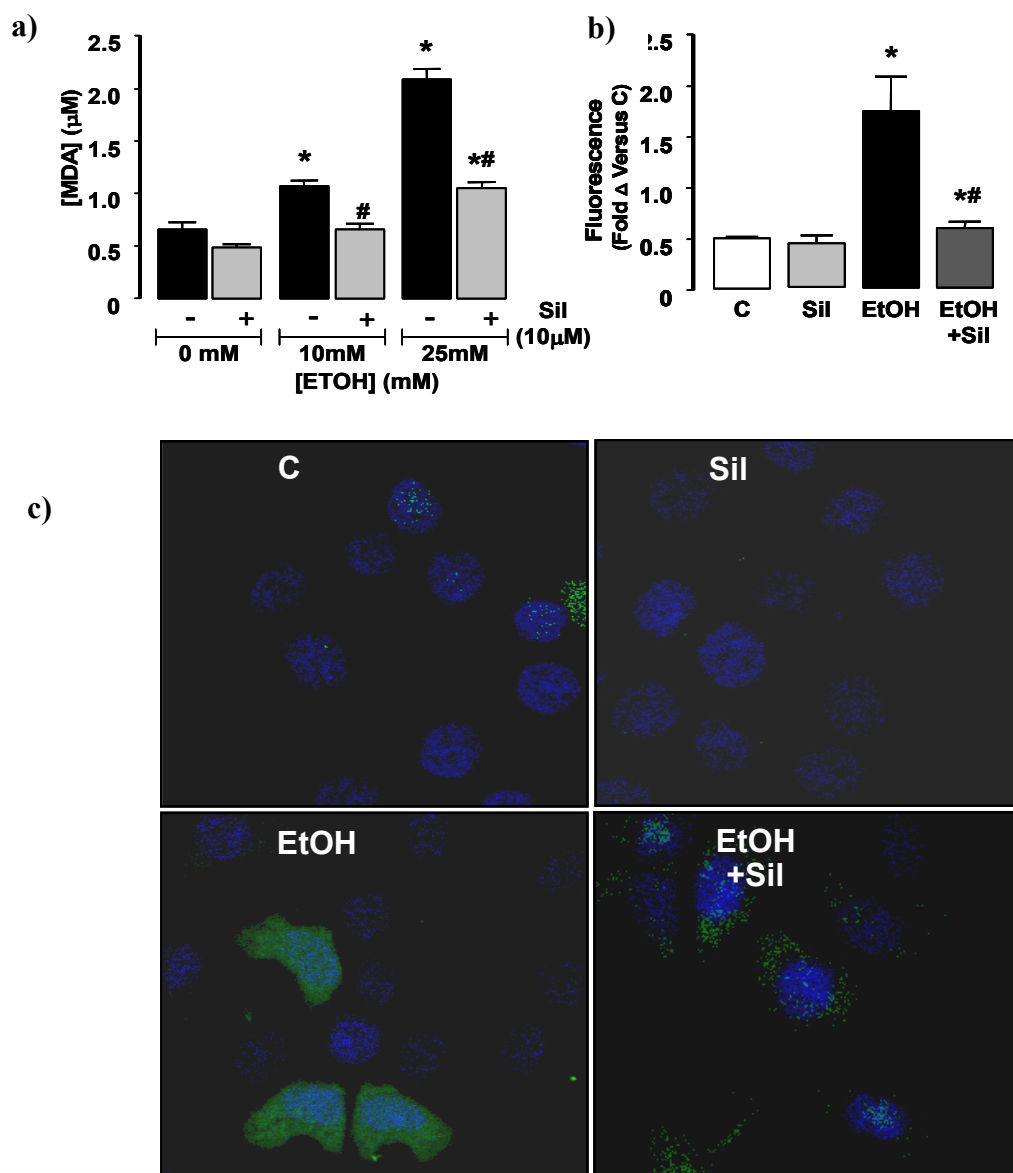 a)
[MDA] (μM)
2.5
2.0
1.5
1.0
0.5
0
*
*
#
*#
- + - + - +
Sil
(10μM)
0 mM 10mM 25mM
[ETOH] (mM)
b)
Fluorescence
(Fold Δ Versus C)
2.5
2.0
1.5
1.0
0.5
0
*
*#
C Sil EtOH EtOH
+Sil
c)
C
Sil
EtOH
EtOH
+Sil